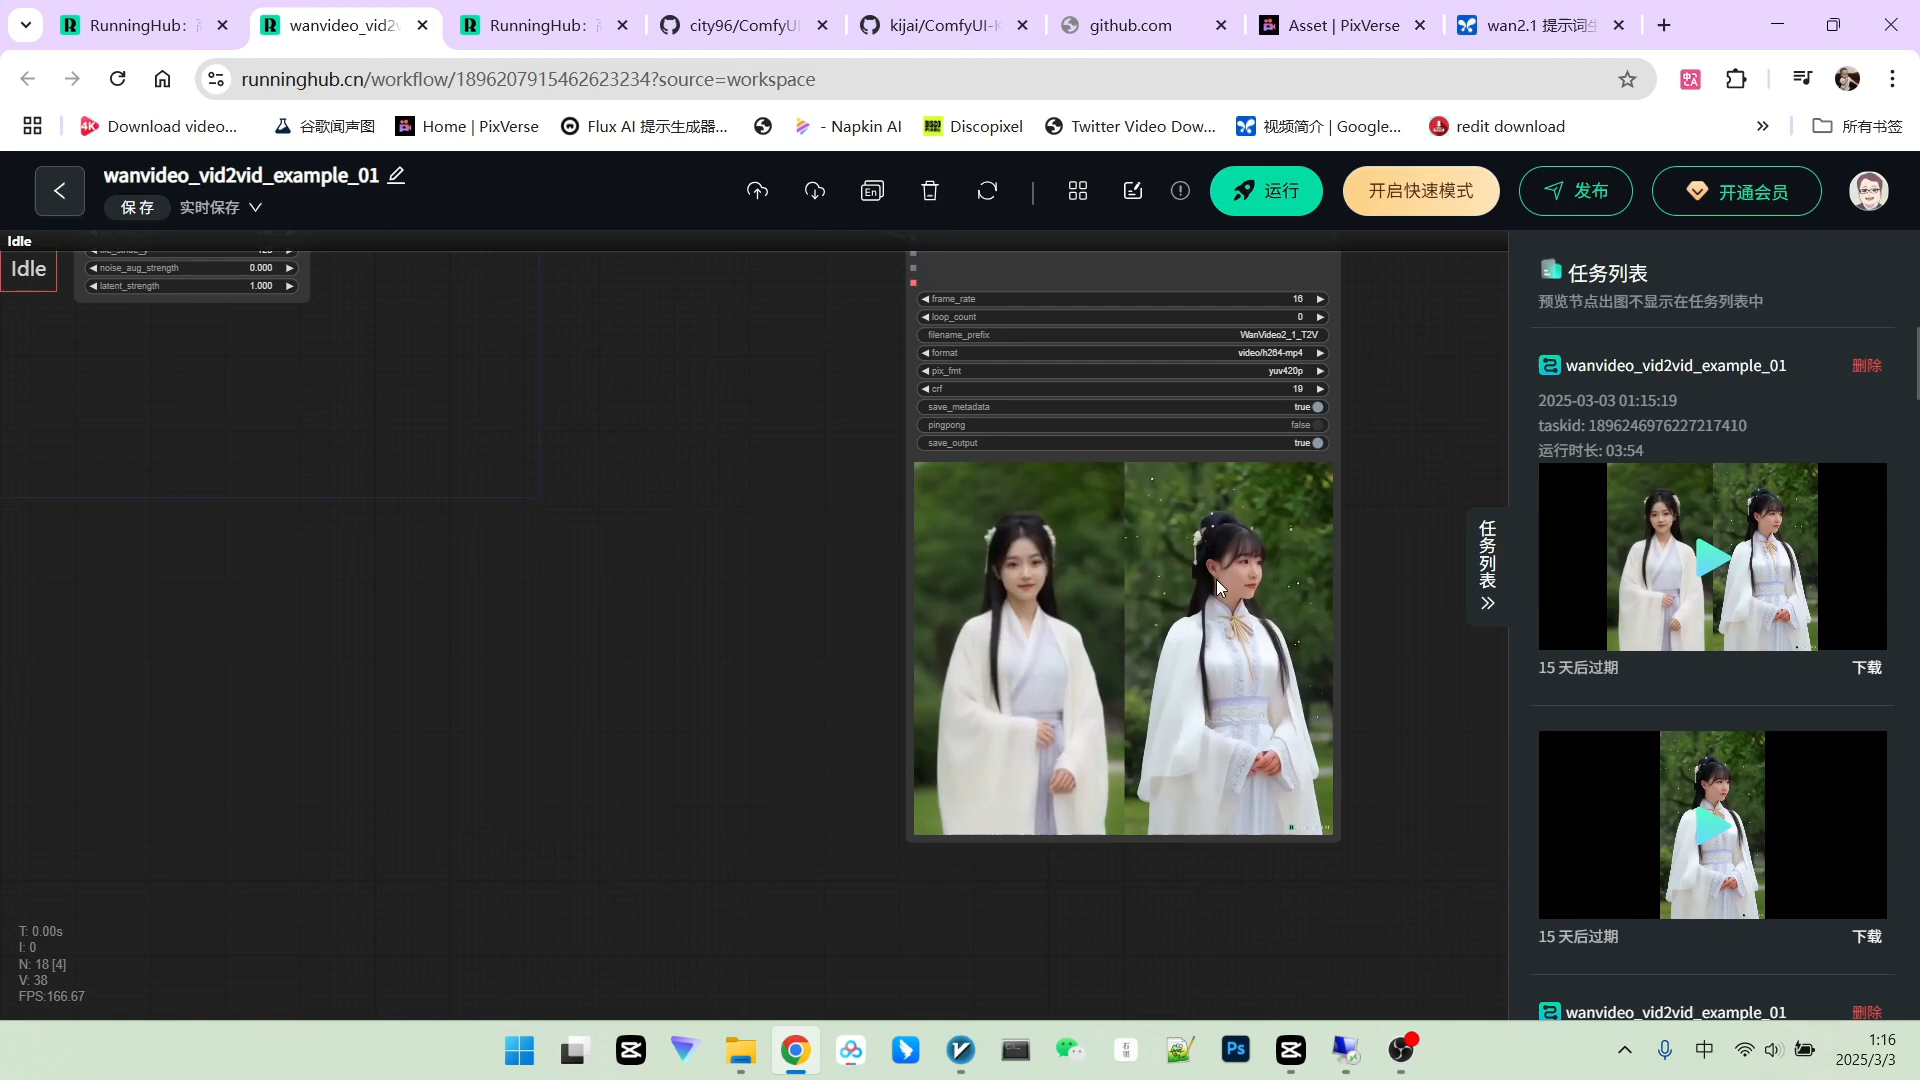 RunningHub：
wanvideo_vid2v
RunningHub：
city96/ComfyUI
kijai/ComfyUI-K
github.com
Asset | PixVerse
wan2.1 提示词生
runninghub.cn/workflow/1896207915462623234?source=workspace
Download video...
谷歌闻声图
Home | PixVerse
Flux AI 提示生成器...
- Napkin AI
Discopixel
Twitter Video Dow...
视频简介 | Google...
redit download
所有书签
wanvideo_vid2vid_example_01
保存
实时保存
运行
开启快速模式
发布
开通会员
Idle
Idle
noise_aug_strength 0.000
latent_strength 1.000
frame_rate 16
loop_count 0
filename_prefix WanVideo2_1_T2V
format video/h264-mp4
pix_fmt yuv420p
crf 19
save_metadata true
pingpong false
save_output true
T: 0.00s
I: 0
N: 18 [4]
V: 38
FPS:166.67
任务列表
任务列表
预览节点出图不显示在任务列表中
wanvideo_vid2vid_example_01
删除
2025-03-03 01:15:19
taskid: 1896246976227217410
运行时长: 03:54
15 天后过期
下载
15 天后过期
下载
wanvideo_vid2vid_example_01
删除
Ps
中
1:16
2025/3/3